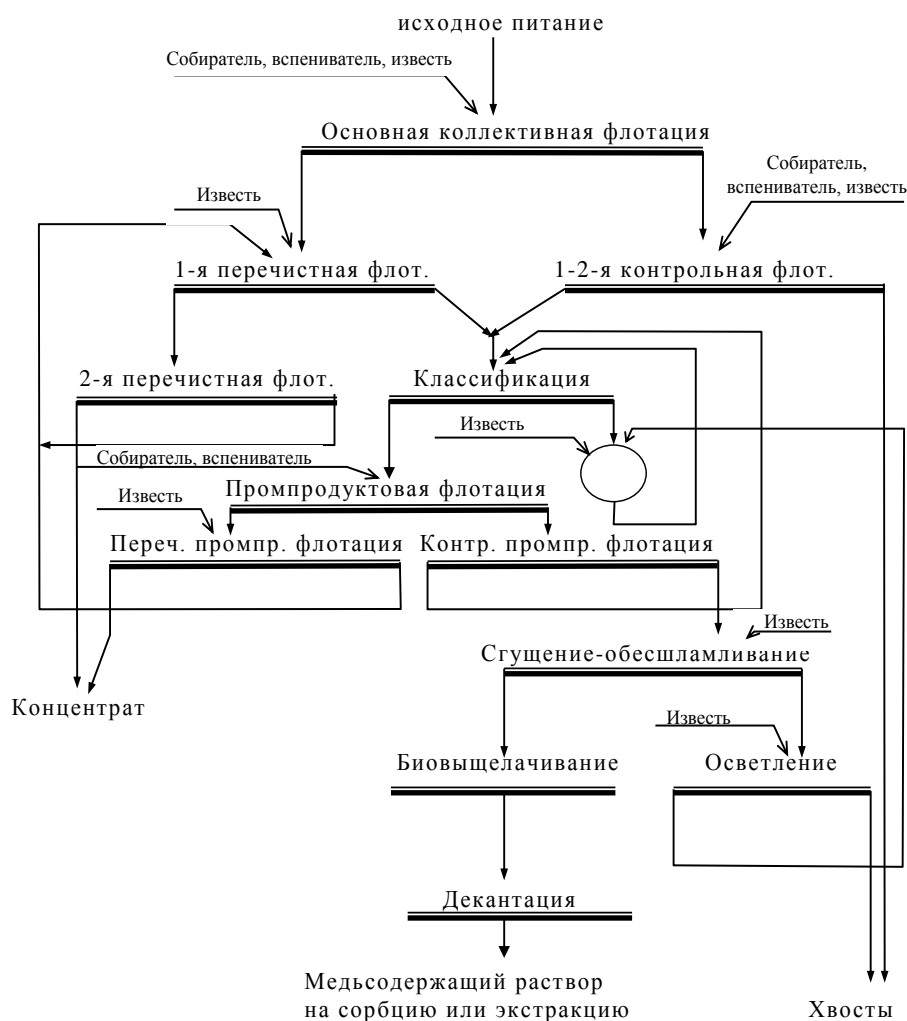 исходное питание
Собиратель, вспениватель, известь
Основная коллективная флотация
Собиратель,
вспениватель, известь
Известь
1-я перечистная флот.
1-2-я контрольная флот.
2-я перечистная флот.
Классификация
Известь
Собиратель, вспениватель
Промпродуктовая флотация
Известь
Переч. промпр. флотация
Контр. промпр. флотация
Известь
Сгущение-обесшламливание
Концентрат
Известь
Биовыщелачивание
Осветление
Декантация
Медьсодержащий раствор
на сорбцию или экстракцию
Хвосты